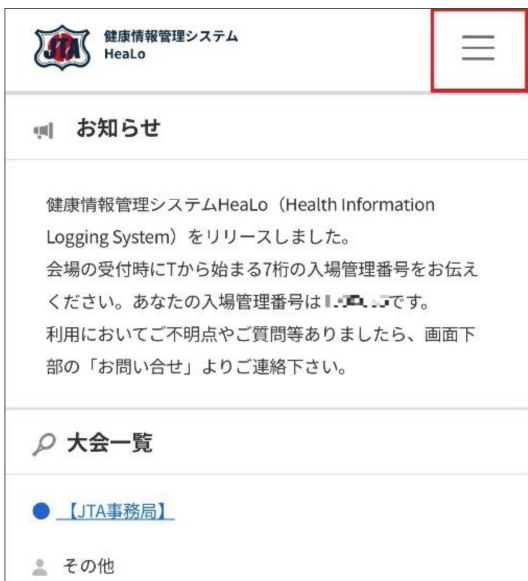 JTA
健康情報管理システム
HeaLo
お知らせ
健康情報管理システムHeaLo（Health Information
Logging System）をリリースしました。
会場の受付時にTから始まる7桁の入場管理番号をお伝え
ください。あなたの入場管理番号は です。
利用においてご不明点やご質問等ありましたら、画面下
部の「お問い合せ」よりご連絡下さい。
大会一覧
【JTA事務局】
その他